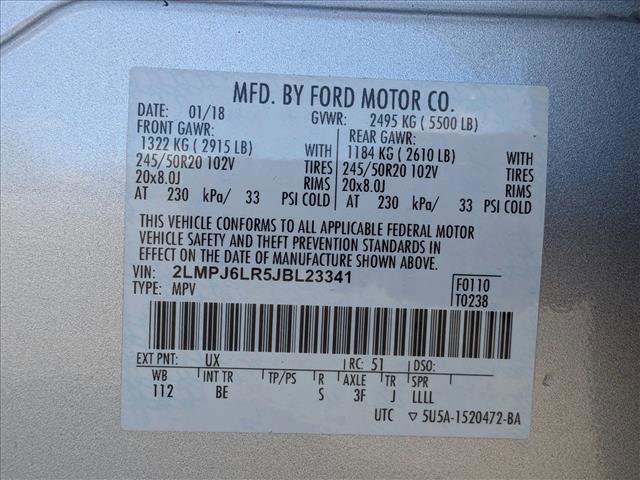 MFD. BY FORD MOTOR CO.
DATE: 01/18 GVWR: 2495 KG ( 5500 LB)
FRONT GAWR: REAR GAWR:
1322 KG ( 2915 LB) WITH 1184 KG ( 2610 LB) WITH
245/50R20 102V TIRES 245/50R20 102V TIRES
20x8.0J RIMS 20x8.0J RIMS
AT 230 kPa/ 33 PSI COLD AT 230 kPa/ 33 PSI COLD
THIS VEHICLE CONFORMS TO ALL APPLICABLE FEDERAL MOTOR
VEHICLE SAFETY AND THEFT PREVENTION STANDARDS IN
EFFECT ON THE DATE OF MANUFACTURE SHOWN ABOVE.
VIN: 2LMPJ6LR5JBL23341 F0110
TYPE: MPV T0238
EXT PNT: UX RC: 51 DSO:
WB INT TR TP/PS R AXLE TR SPR
112 BE S 3F J LLLL
UTC ▽ 5U5A-1520472-BA